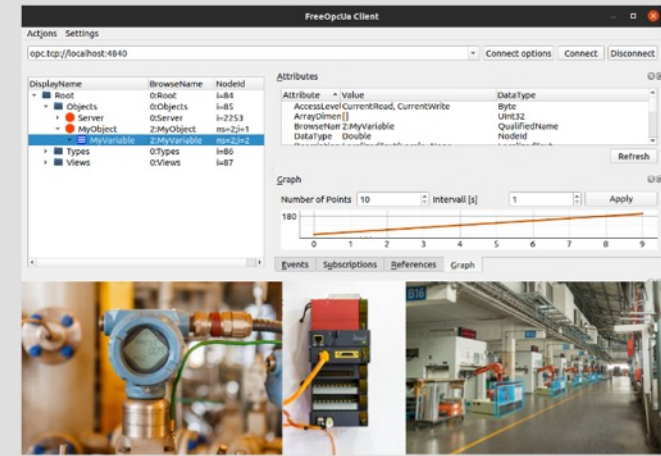 FreeOpcUa Client
Actions Settings
opc.tcp://localhost:4840 Connect options Connect Disconnect
DisplayName BrowseName NodeId
Root 0:Root i=84
Objects 0:Objects i=85
Server 0:Server i=2253
MyObject 2:MyObject ns=2;i=1
MyVariable 2:MyVariable ns=2;i=2
Types 0:Types i=86
Views 0:Views i=87
Attributes
Attribute Value DataType
AccessLevel CurrentRead, CurrentWrite Byte
ArrayDimen [] UInt32
BrowseNam 2:MyVariable QualifiedName
DataType Double NodeId
Refresh
Graph
Number of Points 10 Intervall [s] 1 Apply
180
0 1 2 3 4 5 6 7 8 9
Events Subscriptions References Graph
B16